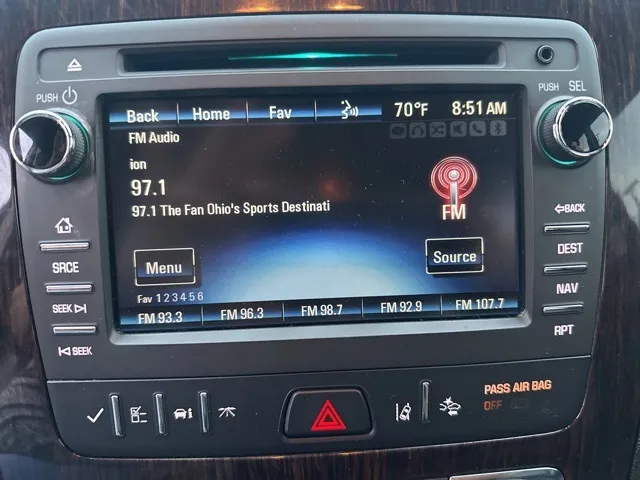 PUSH
PUSH SEL
Back Home Fav 70°F 8:51 AM
FM Audio
ion
97.1
97.1 The Fan Ohio's Sports Destinati
FM
Menu
Source
Fav 1 2 3 4 5 6
FM 93.3 FM 96.3 FM 98.7 FM 92.9 FM 107.7
SRCE
SEEK
SEEK
BACK
DEST
NAV
RPT
PASS AIR BAG
OFF